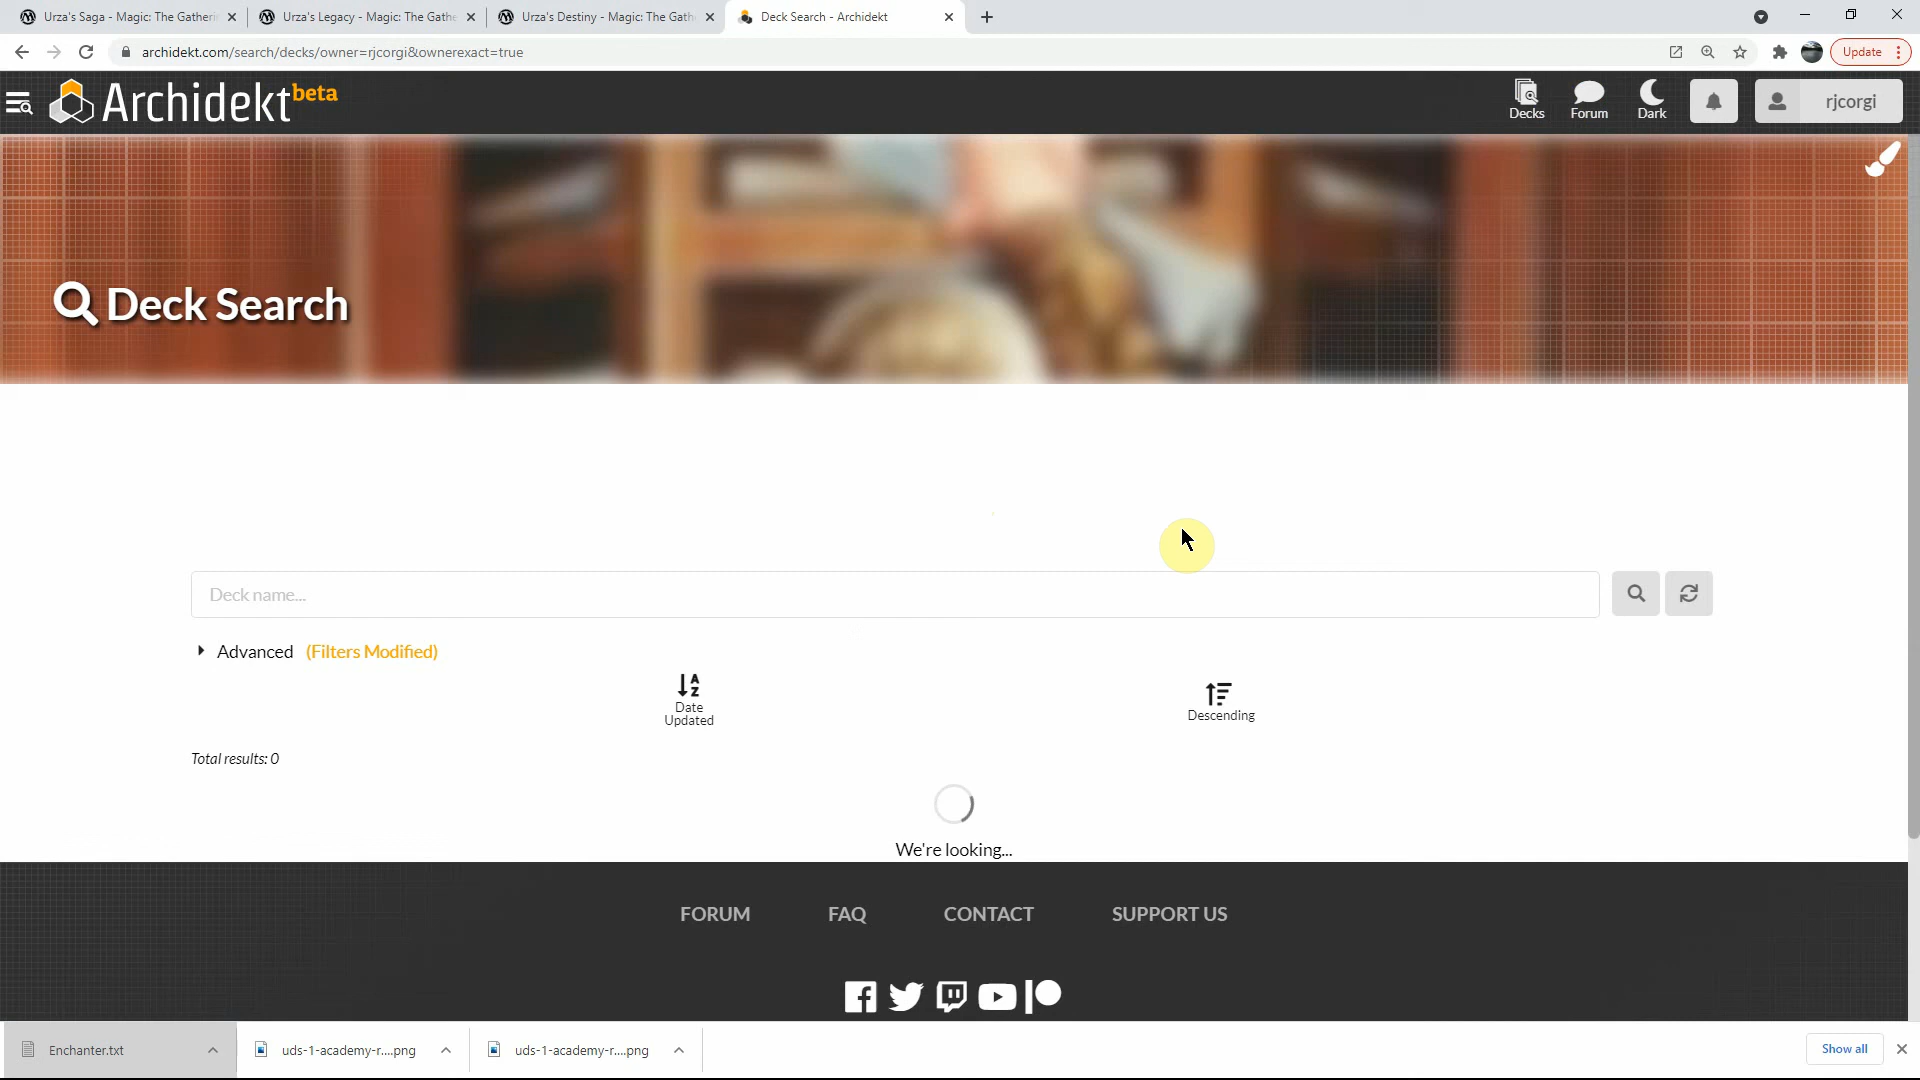 Urza's Saga - Magic: The Gatheri
Urza's Legacy - Magic: The Gathe
Urza's Destiny - Magic: The Gath
Deck Search - Archidekt
archidekt.com/search/decks/owner=rjcorgi&ownerexact=true
Update
Archidekt beta
Decks
Forum
Dark
rjcorgi
Deck Search
Deck name...
Advanced (Filters Modified)
Date
Updated
Descending
Total results: 0
We're looking...
FORUM
FAQ
CONTACT
SUPPORT US
Enchanter.txt
uds-1-academy-r....png
uds-1-academy-r....png
Show all